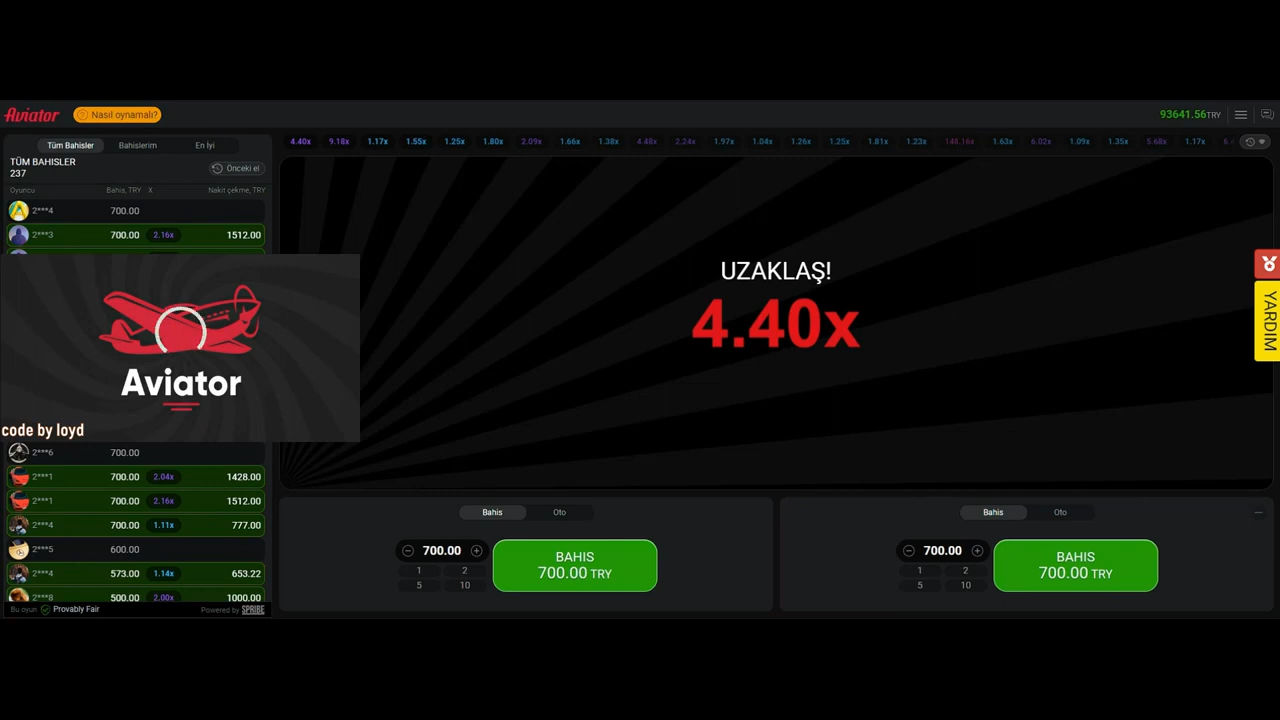 Aviator
Nasıl oynamalı?
93641.56TRY
Tüm Bahisler Bahislerim En İyi
4.40x 9.18x 1.17x 1.55x 1.25x 1.80x 2.09x 1.66x 1.38x 4.48x 2.24x 1.97x 1.04x 1.26x 1.25x 1.81x 1.23x 148.16x 1.63x 6.02x 1.09x 1.35x 5.68x 1.17x
TÜM BAHISLER
237
Önceki el
Oyuncu Bahis, TRY X Nakit çekme, TRY
2***4 700.00
2***3 700.00 2.16x 1512.00
Aviator
code by loyd
2***6 700.00
2***1 700.00 2.04x 1428.00
2***1 700.00 2.16x 1512.00
2***4 700.00 1.11x 777.00
2***5 600.00
2***4 573.00 1.14x 653.22
2***8 500.00 2.00x 1000.00
Bu oyun Provably Fair Powered by SPRIBE
UZAKLAŞ!
4.40x
YARDIM
Bahis Oto
700.00
1 2
5 10
BAHIS
700.00 TRY
Bahis Oto
700.00
1 2
5 10
BAHIS
700.00 TRY